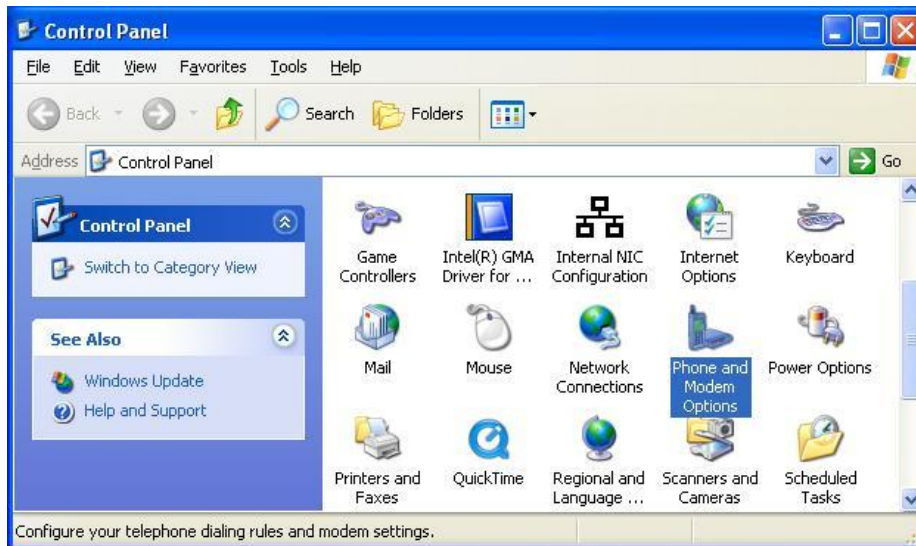 Control Panel
File Edit View Favorites Tools Help
Back Search Folders
Address Control Panel Go
Control Panel
Switch to Category View
See Also
Windows Update
Help and Support
Game
Controllers
Intel(R) GMA
Driver for ...
Internal NIC
Configuration
Internet
Options
Keyboard
Mail
Mouse
Network
Connections
Phone and
Modem
Options
Power Options
Printers and
Faxes
QuickTime
Regional and
Language ...
Scanners and
Cameras
Scheduled
Tasks
Configure your telephone dialing rules and modem settings.